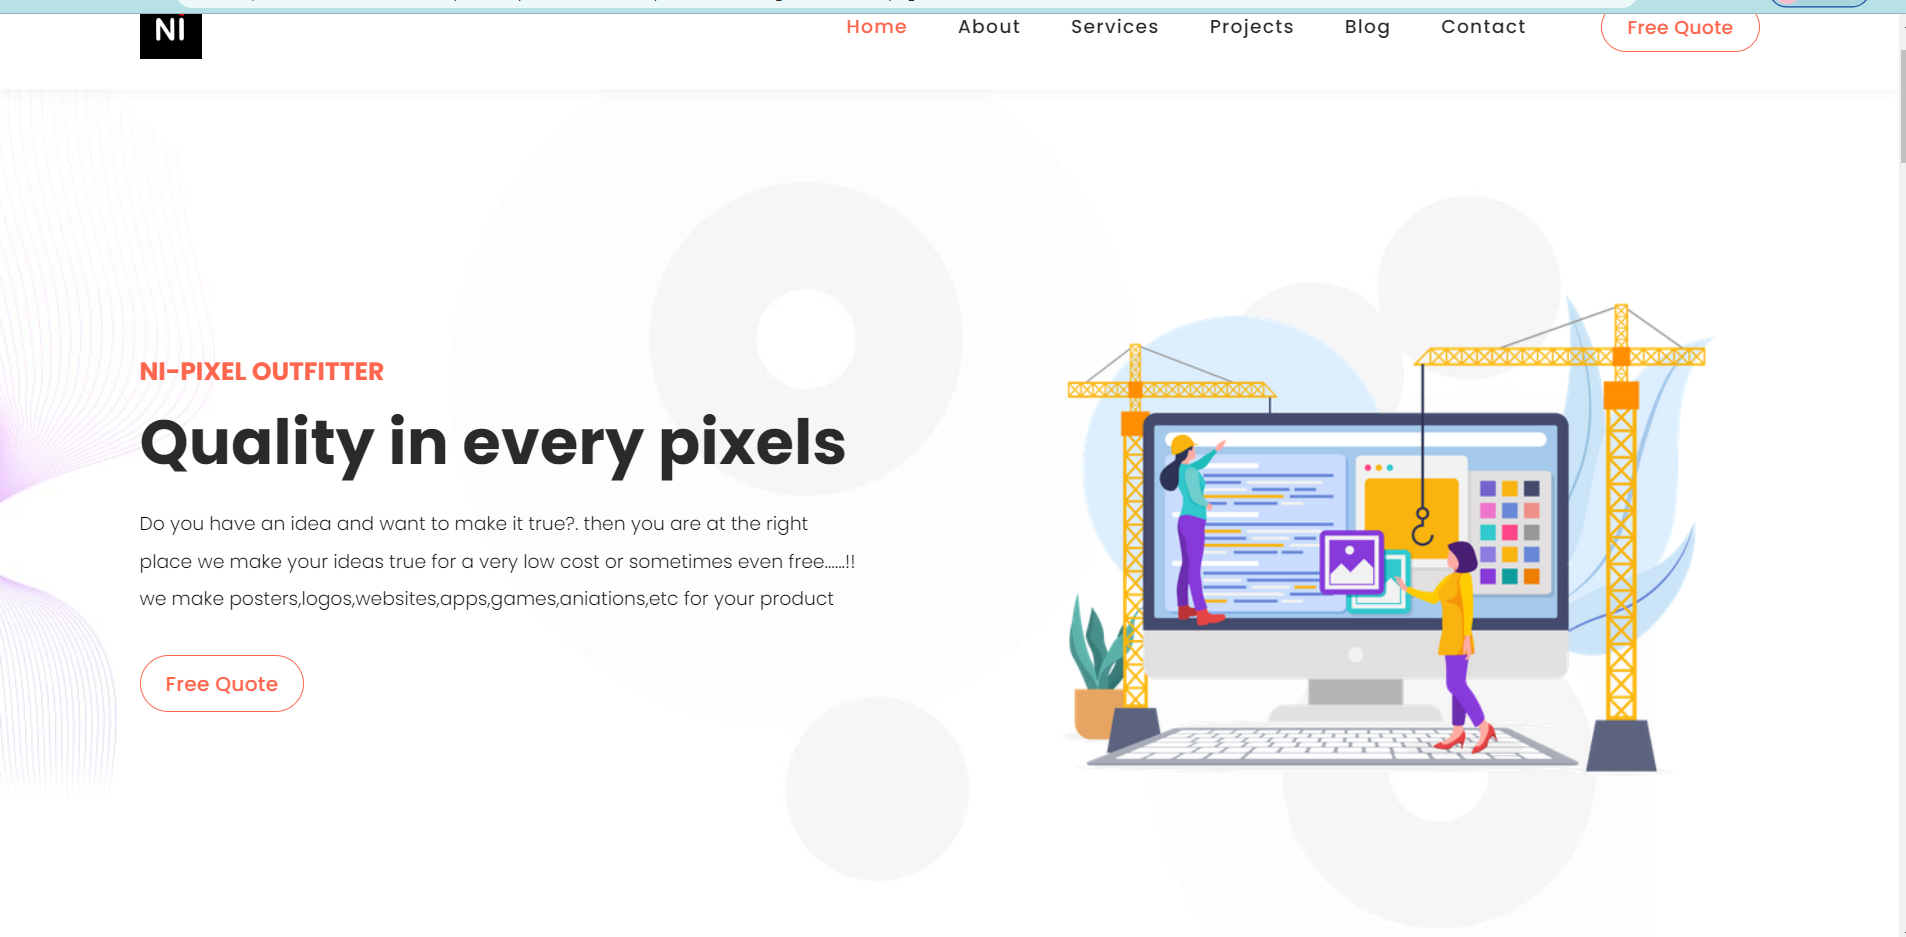 Ni
Home About Services Projects Blog Contact Free Quote
NI-PIXEL OUTFITTER
Quality in every pixels
Do you have an idea and want to make it true?. then you are at the right
place we make your ideas true for a very low cost or sometimes even free......!!
we make posters,logos,websites,apps,games,aniations,etc for your product
Free Quote